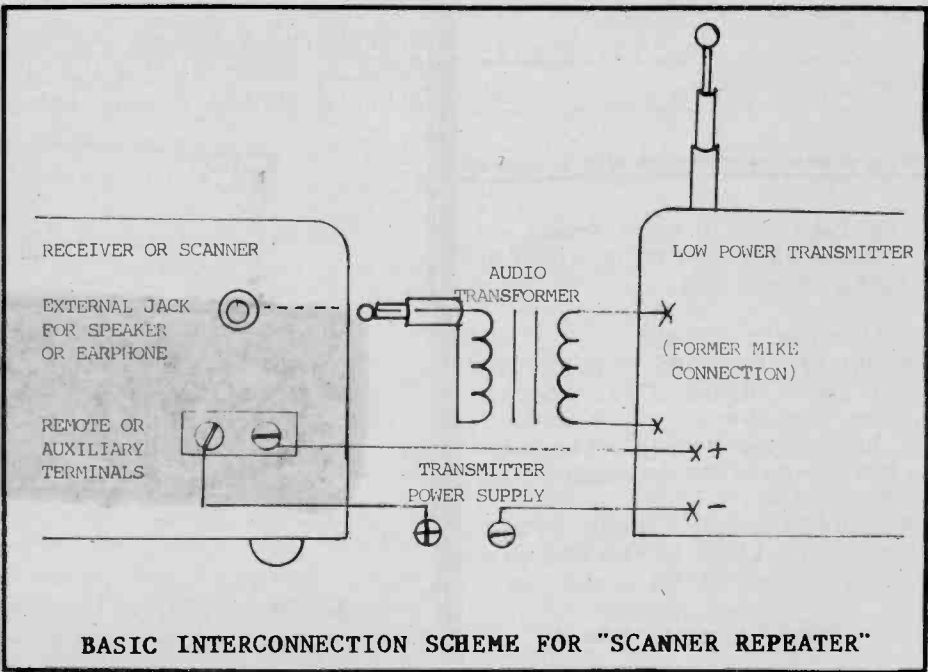 RECEIVER OR SCANNER
EXTERNAL JACK
FOR SPEAKER
OR EARPHONE
REMOTE OR
AUXILIARY
TERMINALS
AUDIO
TRANSFORMER
TRANSMITTER
POWER SUPPLY
+
−
LOW POWER TRANSMITTER
(FORMER MIKE
CONNECTION)
+
−
BASIC INTERCONNECTION SCHEME FOR "SCANNER REPEATER"